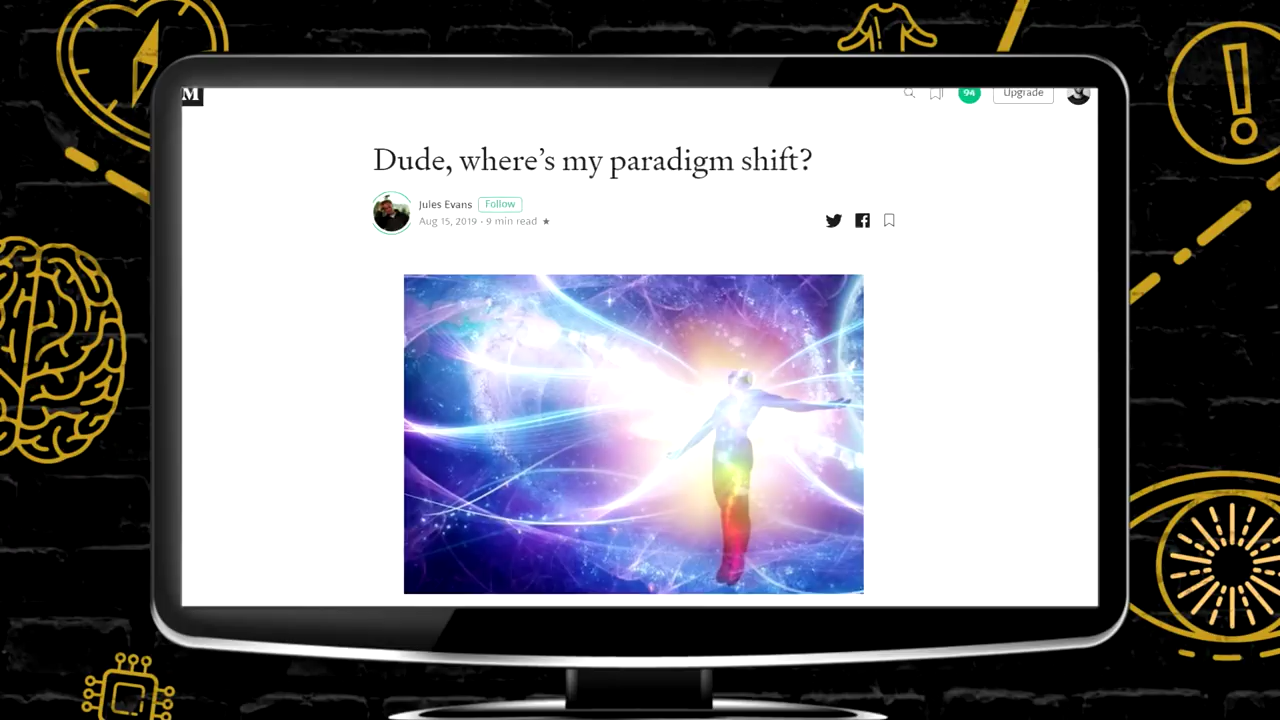 M
94
Upgrade
Dude, where's my paradigm shift?
Jules Evans
Follow
Aug 15, 2019 · 9 min read ★